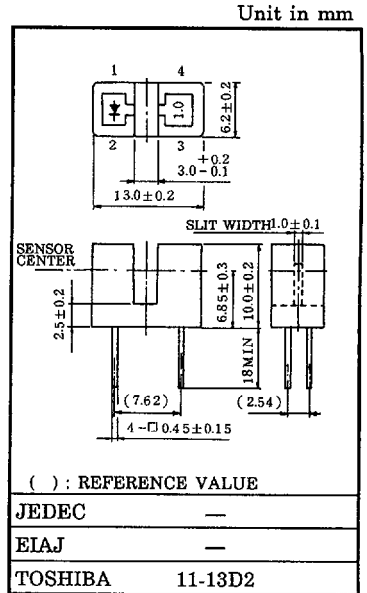 Unit in mm
1 4
1.0
2 3
6.2±0.2
+0.2
3.0-0.1
13.0±0.2
SLIT WIDTH 1.0±0.1
SENSOR
CENTER
2.5±0.2
6.85±0.3
10.0±0.2
18MIN
(7.62)
(2.54)
4-□0.45±0.15
( ) : REFERENCE VALUE
JEDEC —
EIAJ —
TOSHIBA 11-13D2